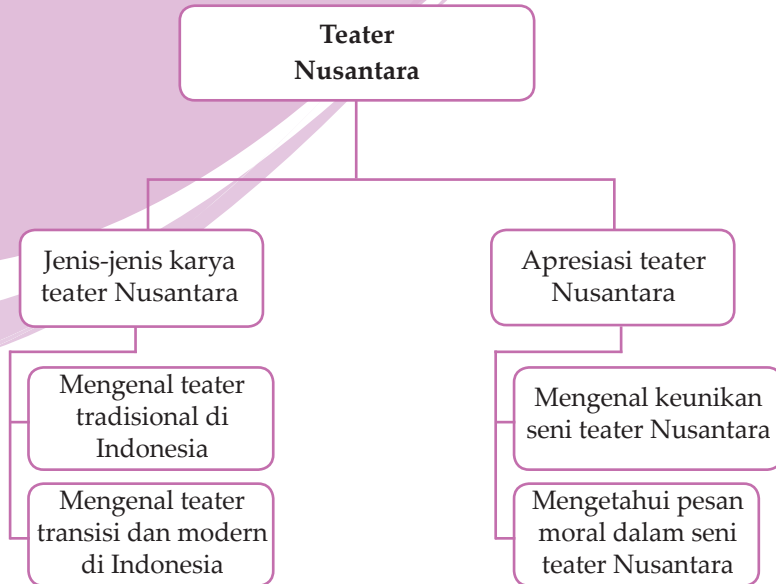 Teater
Nusantara
Jenis-jenis karya
teater Nusantara
Mengenal teater
tradisional di
Indonesia
Mengenal teater
transisi dan modern
di Indonesia
Apresiasi teater
Nusantara
Mengenal keunikan
seni teater Nusantara
Mengetahui pesan
moral dalam seni
teater Nusantara